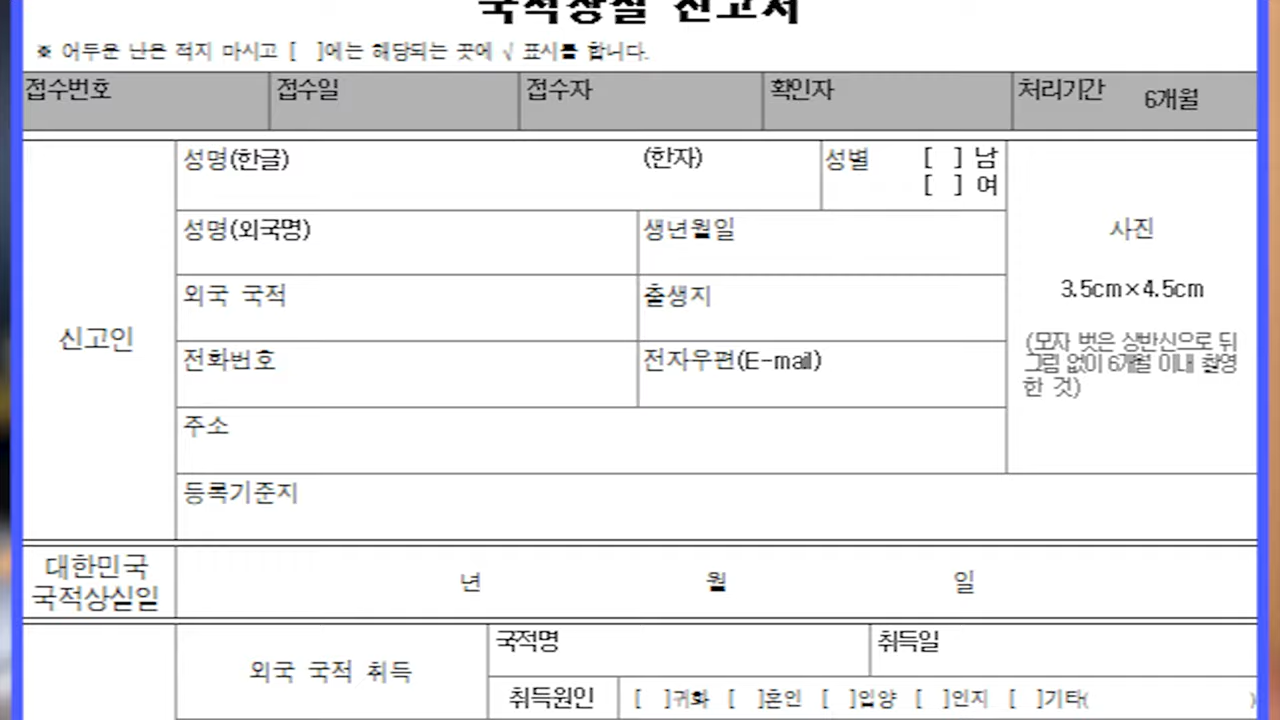 국적상실 신고서
※ 어두운 난은 적지 마시고 [ ]에는 해당되는 곳에 √ 표시를 합니다.
접수번호 접수일 접수자 확인자 처리기간 6개월
신고인
성명(한글) (한자) 성별 [ ] 남
[ ] 여
성명(외국명) 생년월일
외국 국적 출생지
전화번호 전자우편(E-mail)
주소
등록기준지
사진
3.5cm×4.5cm
(모자 벗은 상반신으로 뒤
그림 없이 6개월 이내 촬영
한 것)
대한민국
국적상실일
년 월 일
외국 국적 취득
국적명 취득일
취득원인 [ ]귀화 [ ]혼인 [ ]입양 [ ]인지 [ ]기타( )